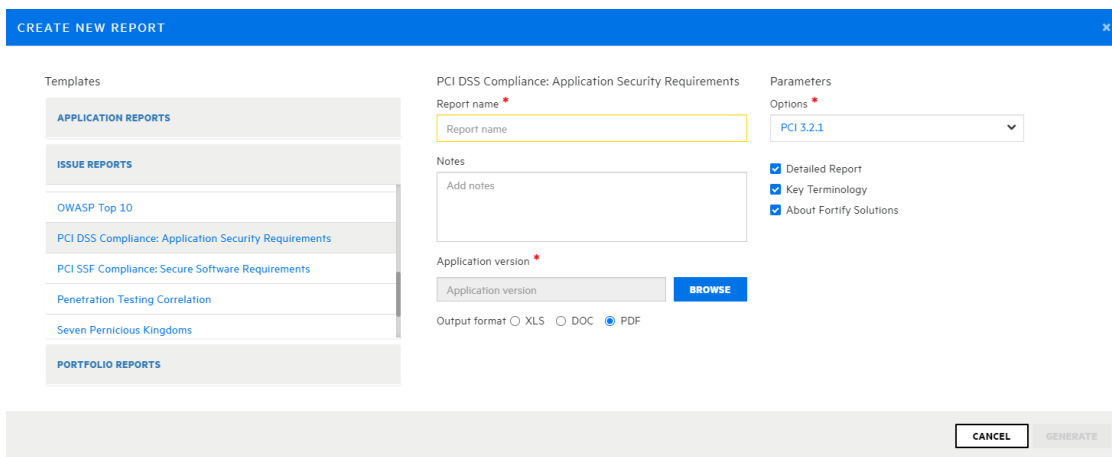 CREATE NEW REPORT
×
Templates
APPLICATION REPORTS
ISSUE REPORTS
OWASP Top 10
PCI DSS Compliance: Application Security Requirements
PCI SSF Compliance: Secure Software Requirements
Penetration Testing Correlation
Seven Pernicious Kingdoms
PORTFOLIO REPORTS
PCI DSS Compliance: Application Security Requirements
Report name *
Report name
Notes
Add notes
Application version *
Application version
BROWSE
Output format XLS DOC PDF
Parameters
Options *
PCI 3.2.1
Detailed Report
Key Terminology
About Fortify Solutions
CANCEL
GENERATE